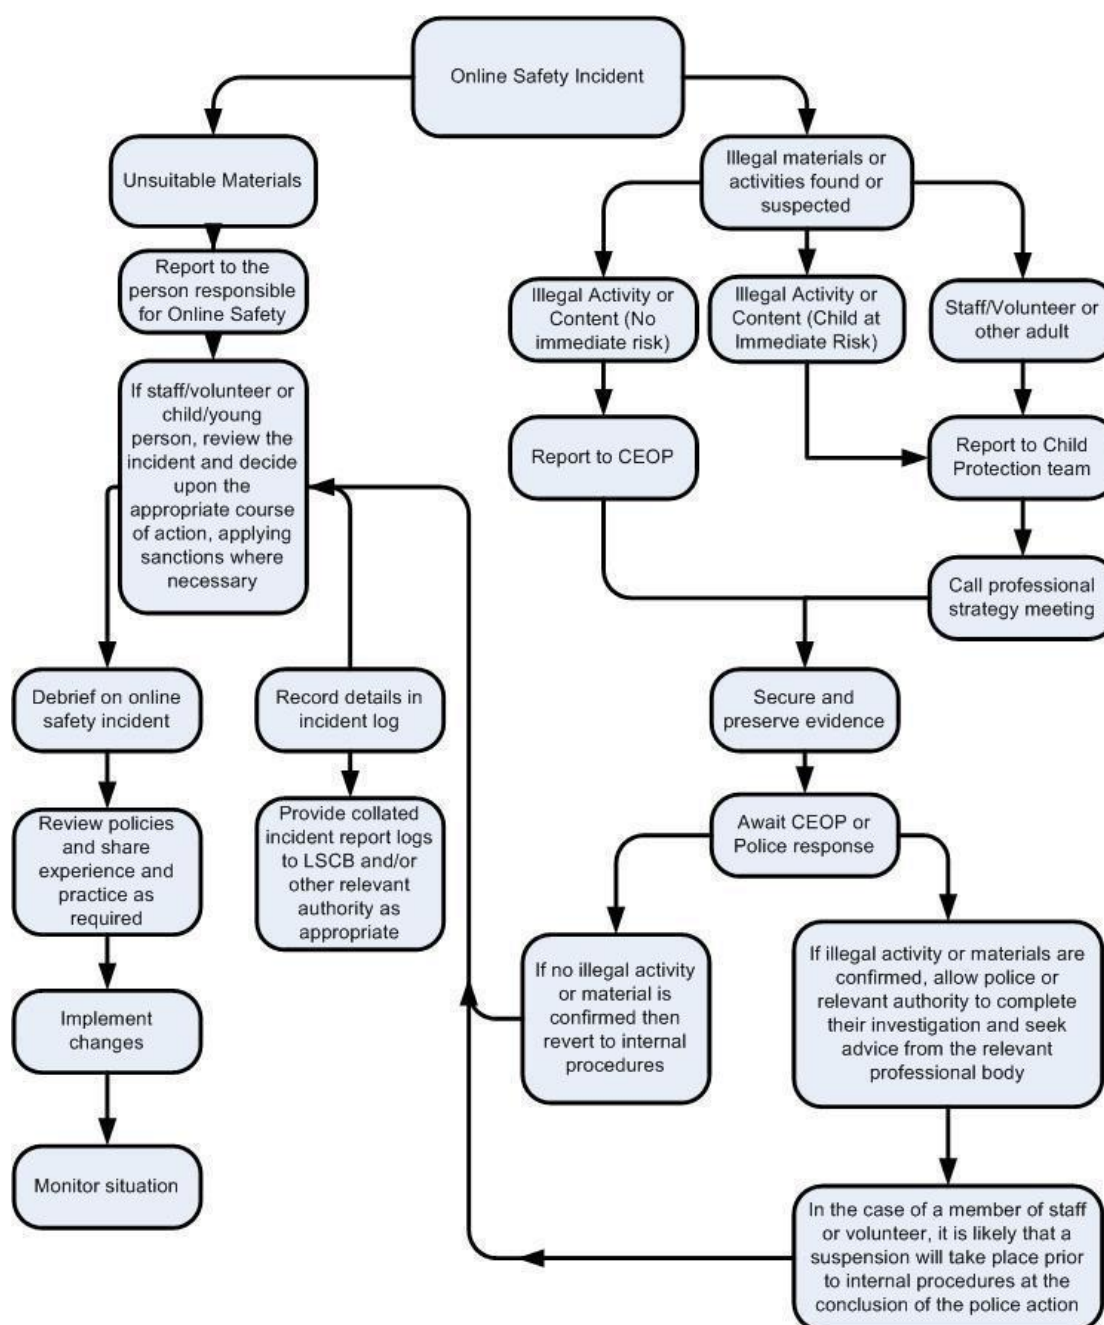 Online Safety Incident
Unsuitable Materials
Illegal materials or
activities found or
suspected
Report to the
person responsible
for Online Safety
Illegal Activity or
Content (No
immediate risk)
Illegal Activity or
Content (Child at
Immediate Risk)
Staff/Volunteer or
other adult
If staff/volunteer or
child/young
person, review the
incident and decide
upon the
appropriate course
of action, applying
sanctions where
necessary
Report to CEOP
Report to Child
Protection team
Call professional
strategy meeting
Debrief on online
safety incident
Record details in
incident log
Secure and
preserve evidence
Review policies
and share
experience and
practice as
required
Provide collated
incident report logs
to LSCB and/or
other relevant
authority as
appropriate
Await CEOP or
Police response
If no illegal activity
or material is
confirmed then
revert to internal
procedures
If illegal activity or materials are
confirmed, allow police or
relevant authority to complete
their investigation and seek
advice from the relevant
professional body
Implement
changes
Monitor situation
In the case of a member of staff
or volunteer, it is likely that a
suspension will take place prior
to internal procedures at the
conclusion of the police action